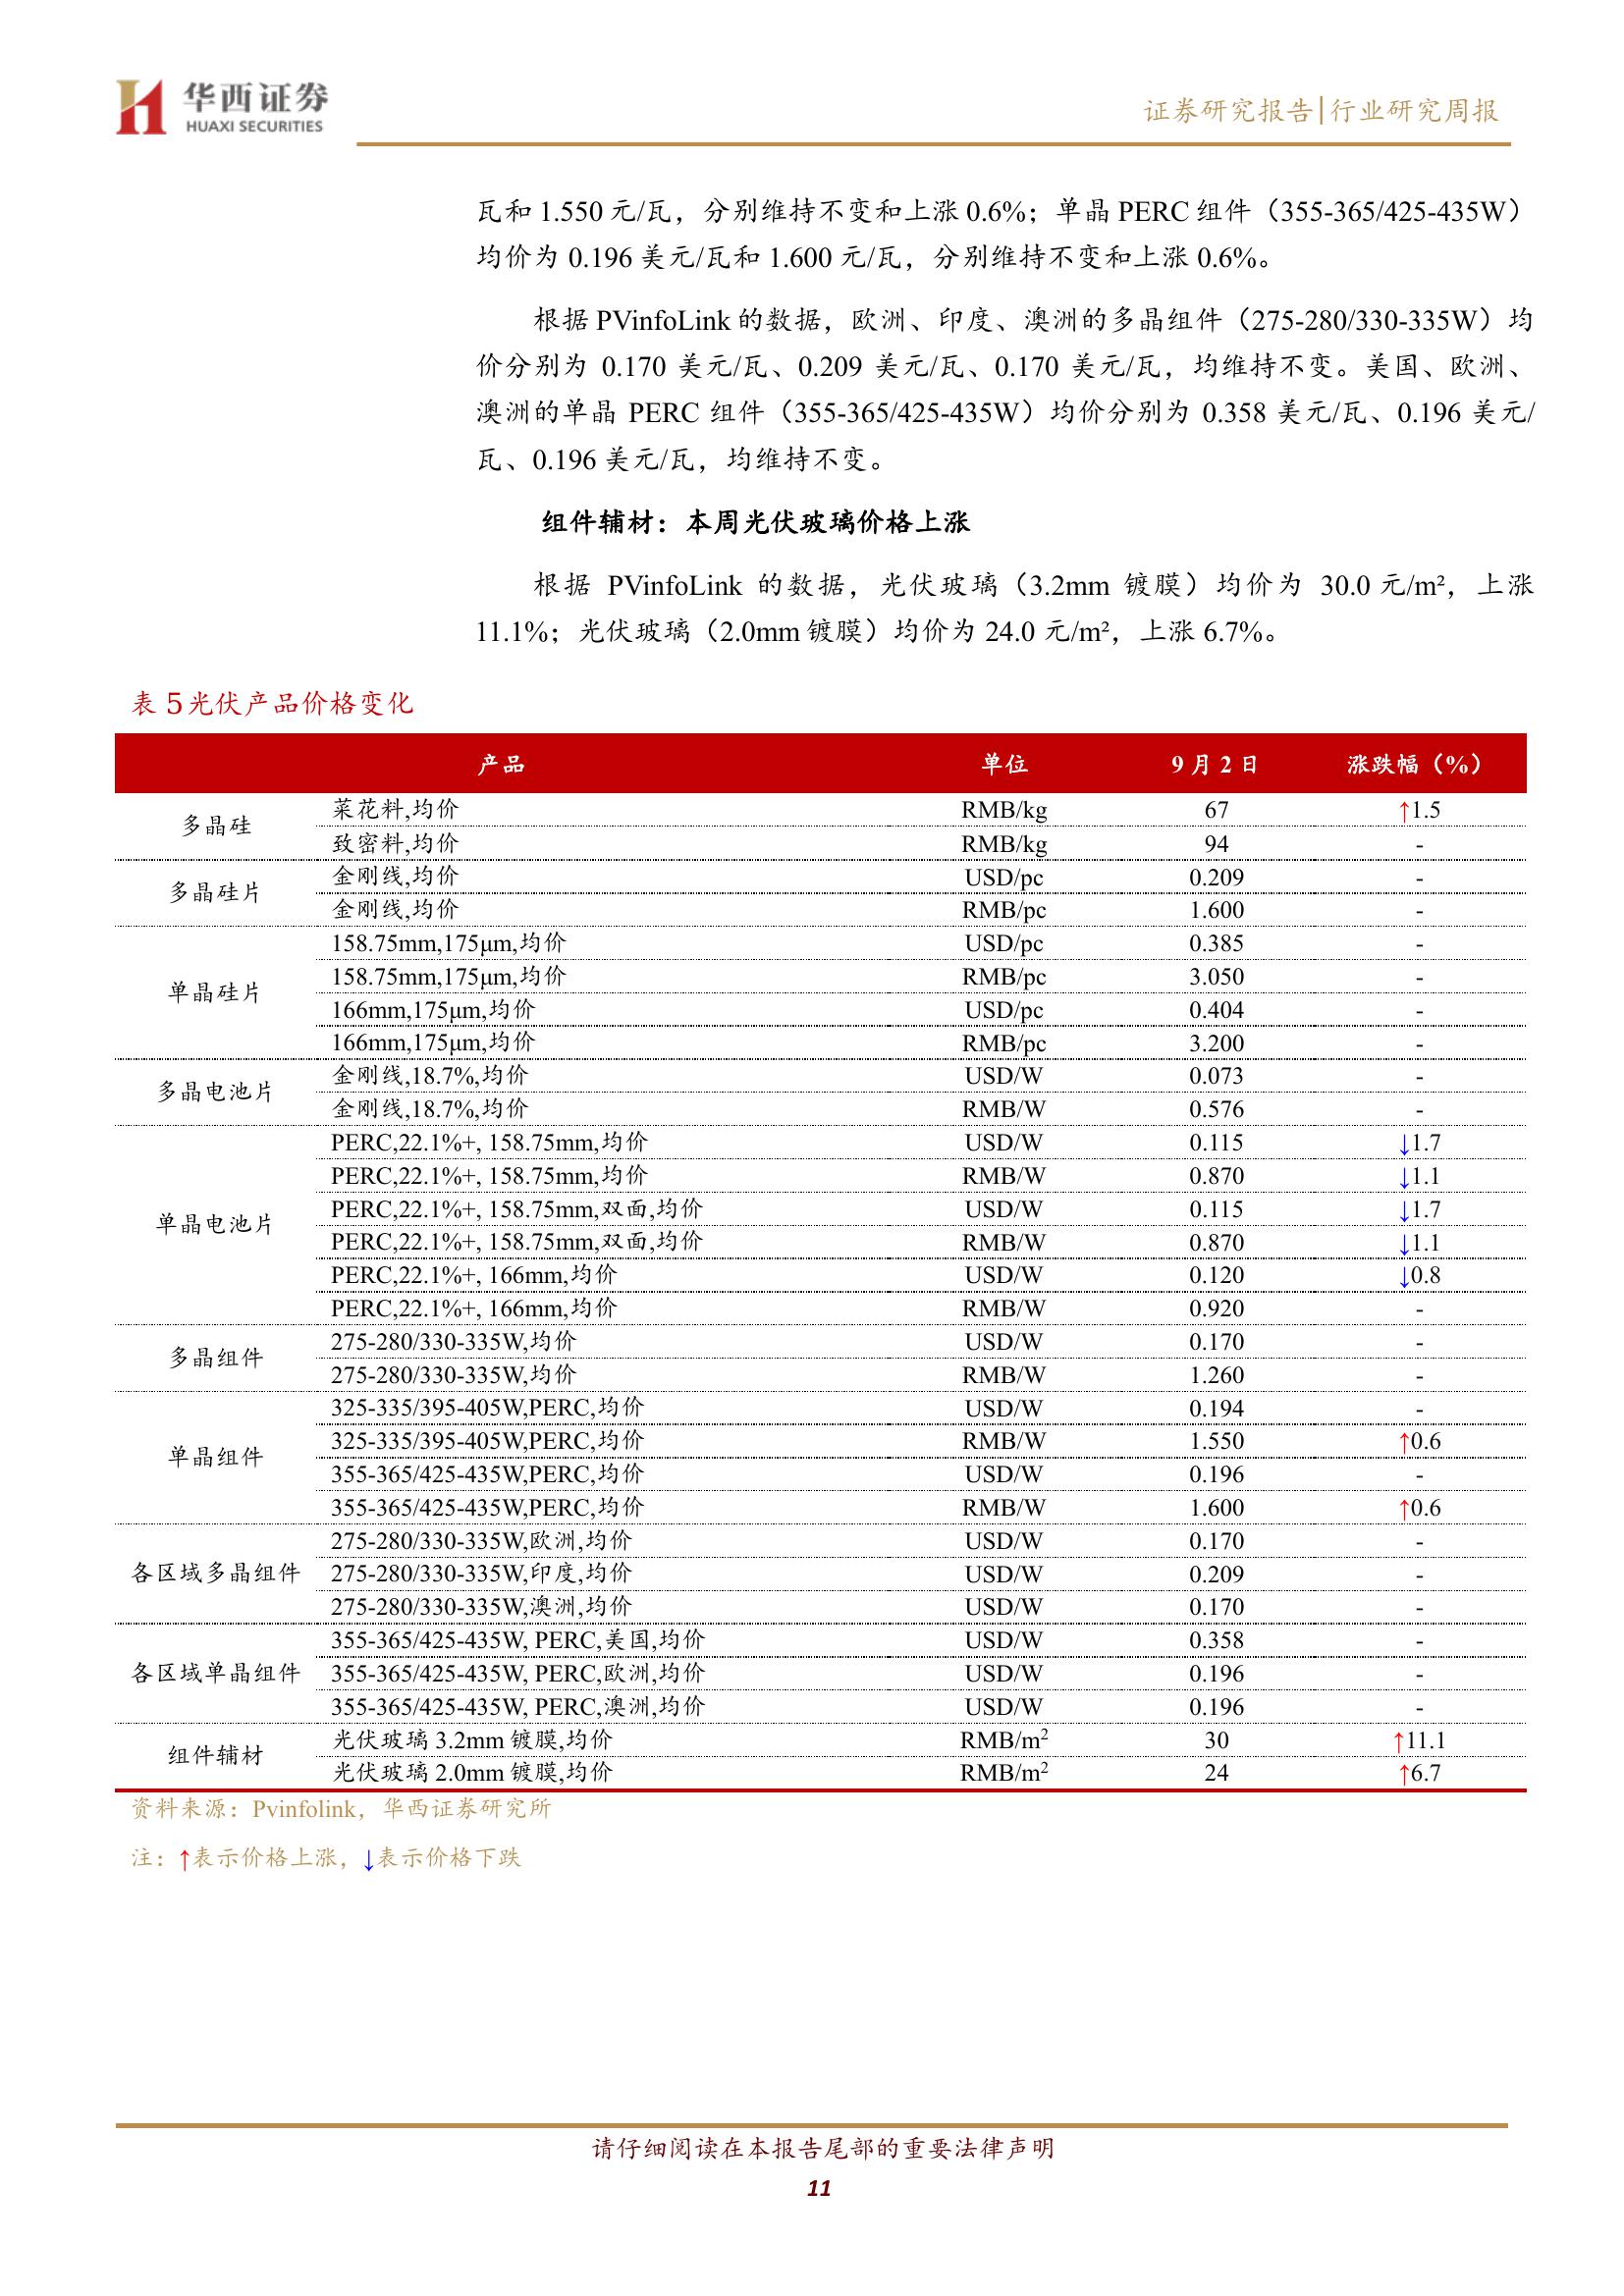 华西证券
HUAXI SECURITIES
证券研究报告|行业研究周报
瓦和 1.550 元/瓦，分别维持不变和上涨 0.6%；单晶 PERC 组件（355-365/425-435W）
均价为 0.196 美元/瓦和 1.600 元/瓦，分别维持不变和上涨 0.6%。
根据 PVinfoLink 的数据，欧洲、印度、澳洲的多晶组件（275-280/330-335W）均
价分别为 0.170 美元/瓦、0.209 美元/瓦、0.170 美元/瓦，均维持不变。美国、欧洲、
澳洲的单晶 PERC 组件（355-365/425-435W）均价分别为 0.358 美元/瓦、0.196 美元/
瓦、0.196 美元/瓦，均维持不变。
组件辅材：本周光伏玻璃价格上涨
根据 PVinfoLink 的数据，光伏玻璃（3.2mm 镀膜）均价为 30.0 元/m²，上涨
11.1%；光伏玻璃（2.0mm 镀膜）均价为 24.0 元/m²，上涨 6.7%。
表 5 光伏产品价格变化
产品 单位 9 月 2 日 涨跌幅（%）
多晶硅 菜花料,均价 RMB/kg 67 ↑1.5
致密料,均价 RMB/kg 94 -
多晶硅片 金刚线,均价 USD/pc 0.209 -
金刚线,均价 RMB/pc 1.600 -
单晶硅片 158.75mm,175μm,均价 USD/pc 0.385 -
158.75mm,175μm,均价 RMB/pc 3.050 -
166mm,175μm,均价 USD/pc 0.404 -
166mm,175μm,均价 RMB/pc 3.200 -
多晶电池片 金刚线,18.7%,均价 USD/W 0.073 -
金刚线,18.7%,均价 RMB/W 0.576 -
单晶电池片 PERC,22.1%+, 158.75mm,均价 USD/W 0.115 ↓1.7
PERC,22.1%+, 158.75mm,均价 RMB/W 0.870 ↓1.1
PERC,22.1%+, 158.75mm,双面,均价 USD/W 0.115 ↓1.7
PERC,22.1%+, 158.75mm,双面,均价 RMB/W 0.870 ↓1.1
PERC,22.1%+, 166mm,均价 USD/W 0.120 ↓0.8
PERC,22.1%+, 166mm,均价 RMB/W 0.920 -
多晶组件 275-280/330-335W,均价 USD/W 0.170 -
275-280/330-335W,均价 RMB/W 1.260 -
单晶组件 325-335/395-405W,PERC,均价 USD/W 0.194 -
325-335/395-405W,PERC,均价 RMB/W 1.550 ↑0.6
355-365/425-435W,PERC,均价 USD/W 0.196 -
355-365/425-435W,PERC,均价 RMB/W 1.600 ↑0.6
各区域多晶组件 275-280/330-335W,欧洲,均价 USD/W 0.170 -
275-280/330-335W,印度,均价 USD/W 0.209 -
275-280/330-335W,澳洲,均价 USD/W 0.170 -
各区域单晶组件 355-365/425-435W, PERC,美国,均价 USD/W 0.358 -
355-365/425-435W, PERC,欧洲,均价 USD/W 0.196 -
355-365/425-435W, PERC,澳洲,均价 USD/W 0.196 -
组件辅材 光伏玻璃 3.2mm 镀膜,均价 RMB/m² 30 ↑11.1
光伏玻璃 2.0mm 镀膜,均价 RMB/m² 24 ↑6.7
资料来源：Pvinfolink，华西证券研究所
注：↑表示价格上涨，↓表示价格下跌
请仔细阅读在本报告尾部的重要法律声明
11